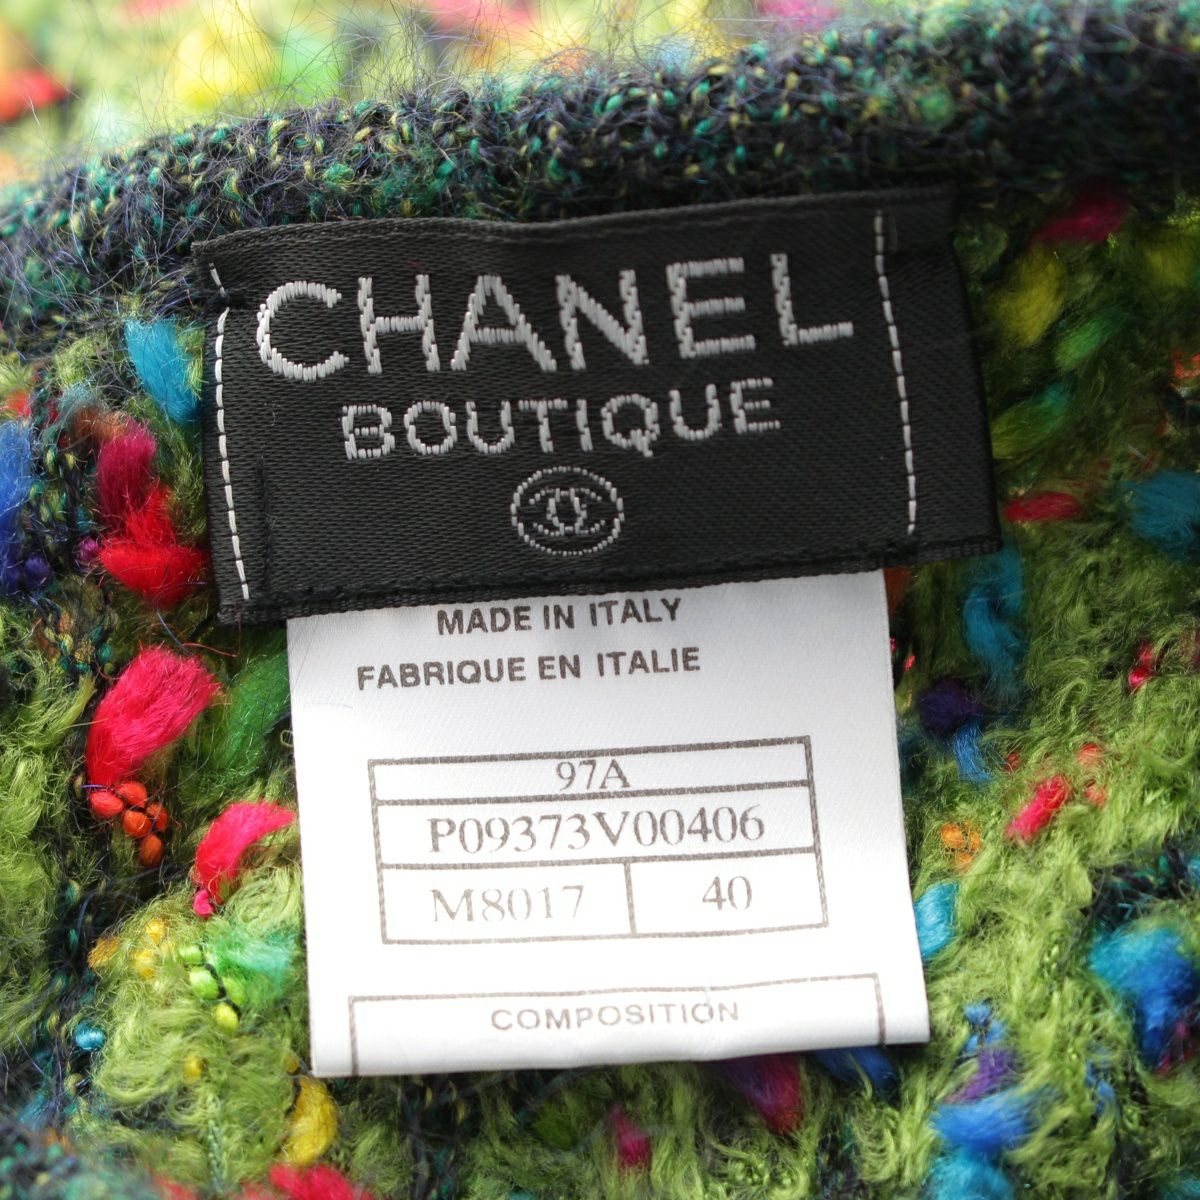 CHANEL
BOUTIQUE
MADE IN ITALY
FABRIQUE EN ITALIE
97A
P09373V00406
M8017 40
COMPOSITION